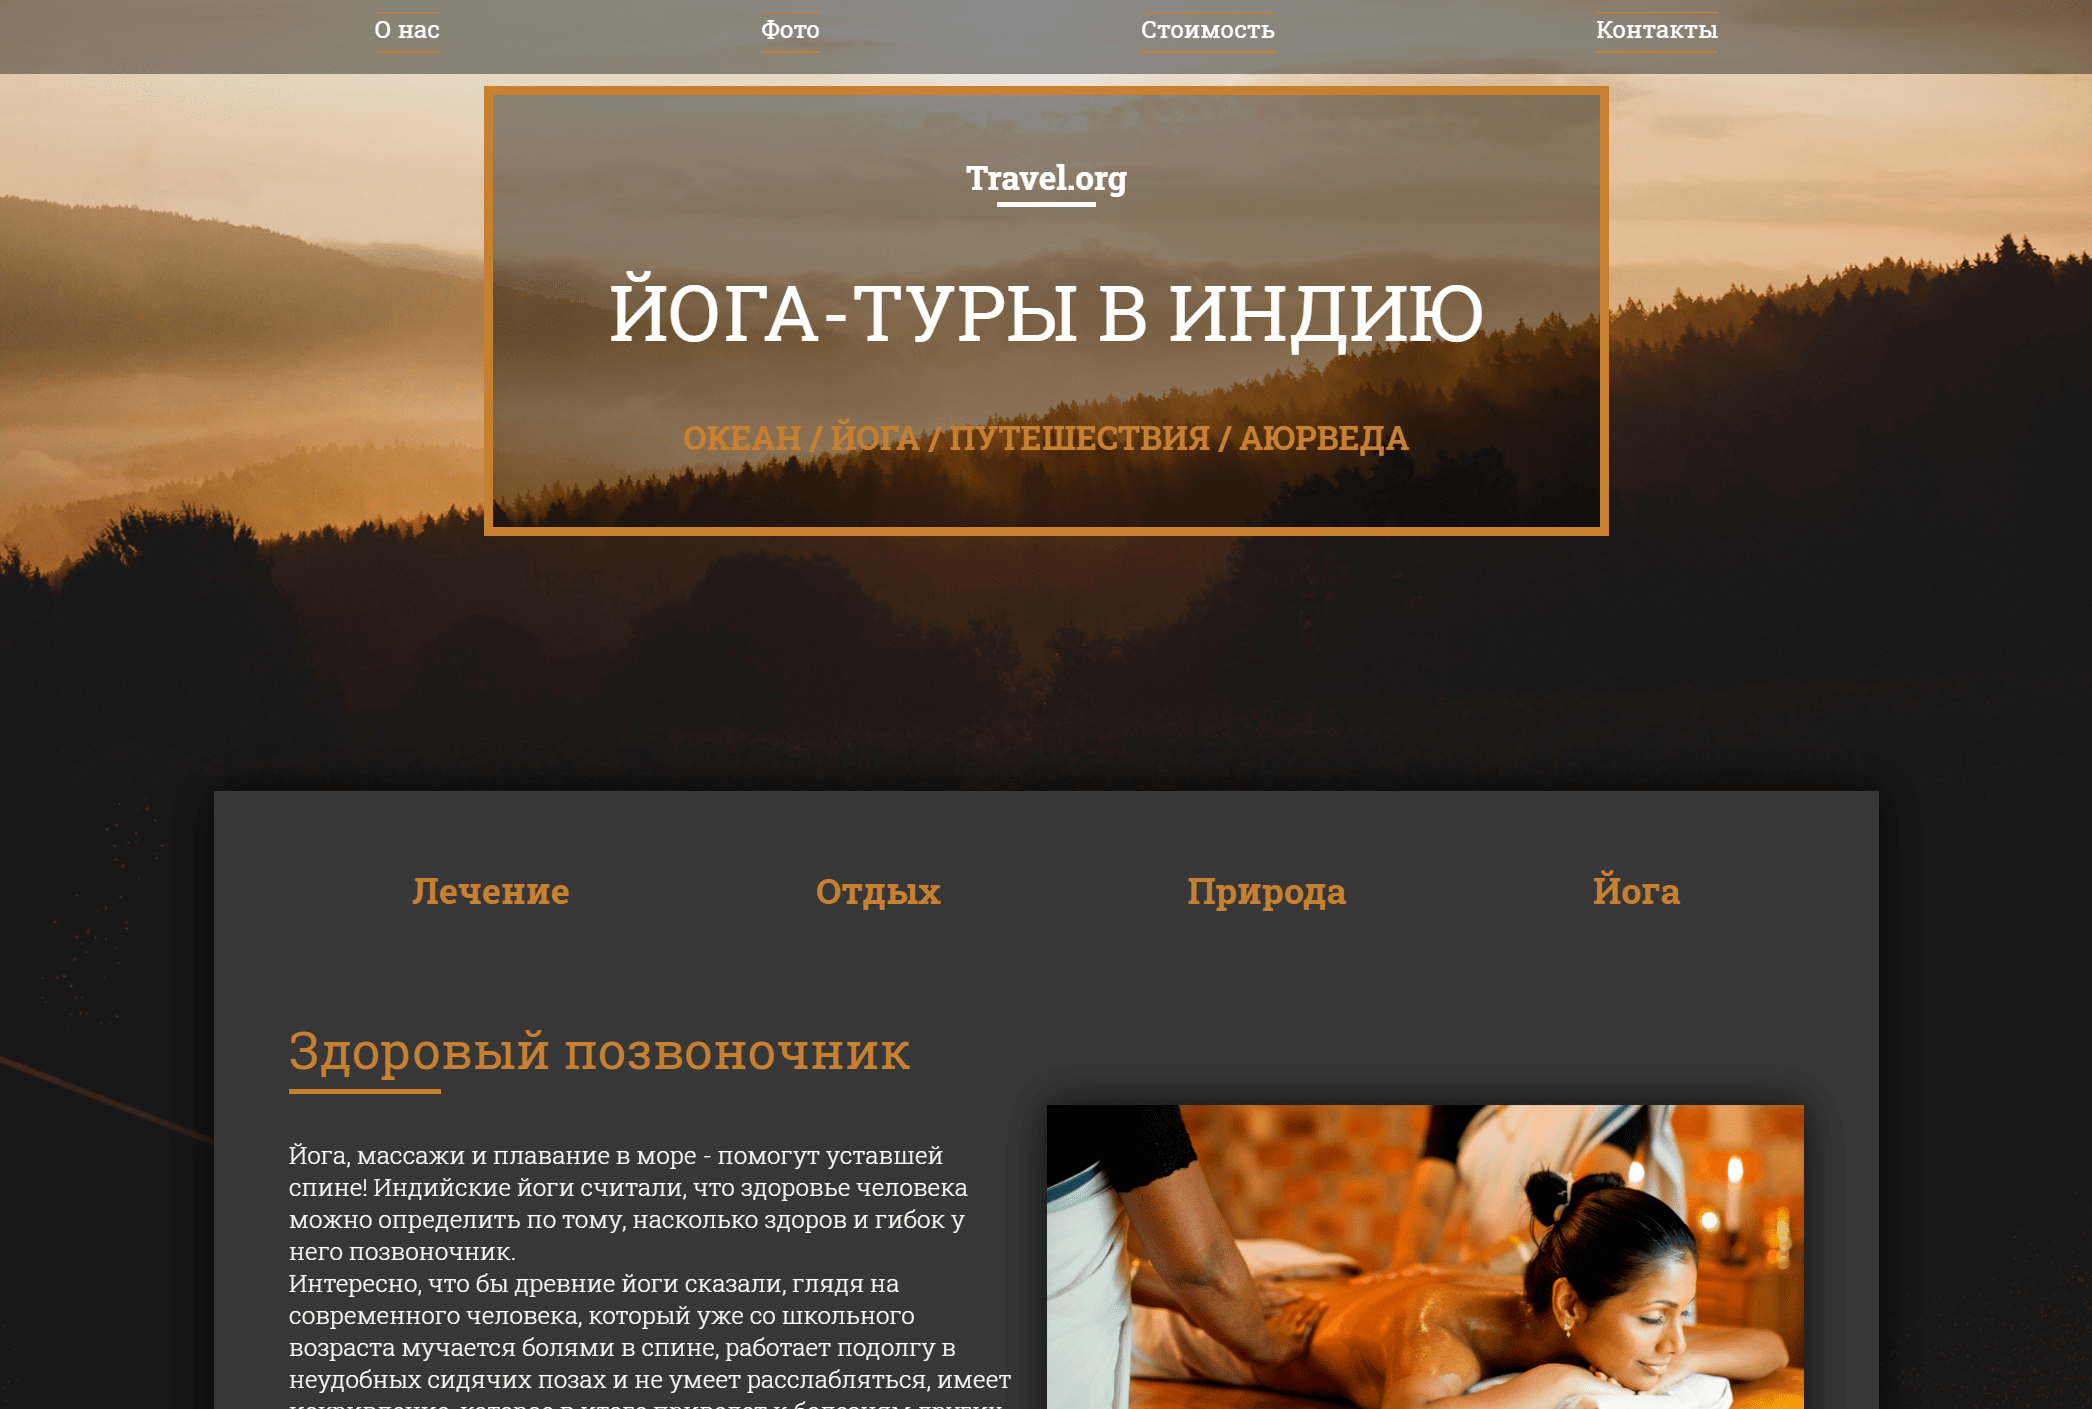 О нас
Фото
Стоимость
Контакты
Travel.org
ЙОГА-ТУРЫ В ИНДИЮ
ОКЕАН / ЙОГА / ПУТЕШЕСТВИЯ / АЮРВЕДА
Лечение
Отдых
Природа
Йога
Здоровый позвоночник
Йога, массажи и плавание в море - помогут уставшей
спине! Индийские йоги считали, что здоровье человека
можно определить по тому, насколько здоров и гибок у
него позвоночник.
Интересно, что бы древние йоги сказали, глядя на
современного человека, который уже со школьного
возраста мучается болями в спине, работает подолгу в
неудобных сидячих позах и не умеет расслабляться, имеет